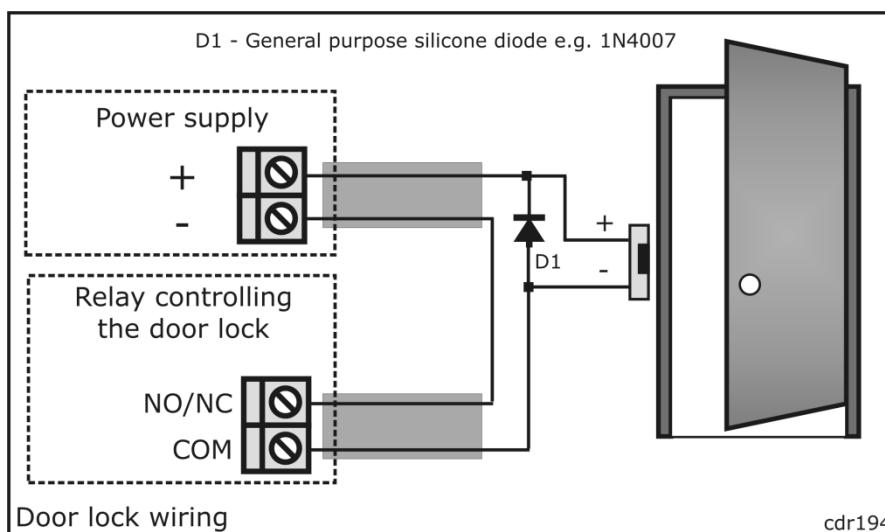 D1 - General purpose silicone diode e.g. 1N4007
Power supply
+
-
+
D1
-
Relay controlling
the door lock
NO/NC
COM
Door lock wiring
cdr194